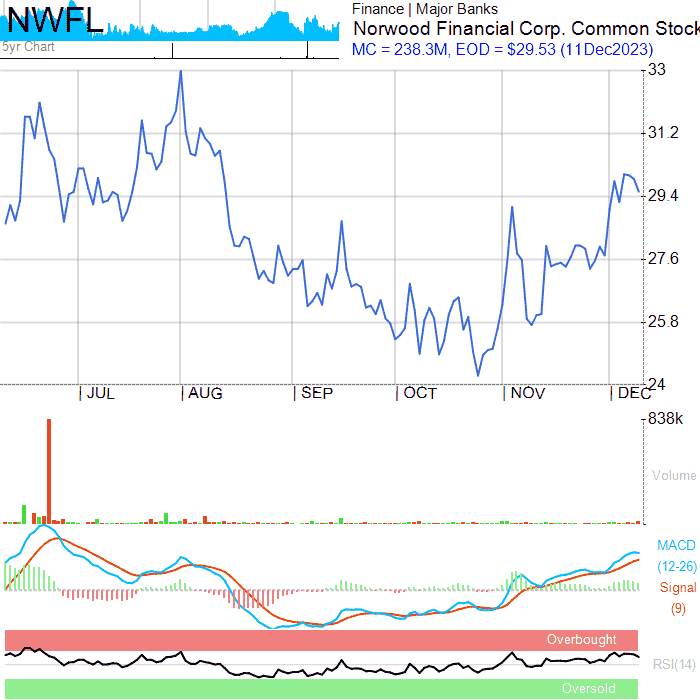 NWFL
5yr Chart
Finance | Major Banks
Norwood Financial Corp. Common Stock
MC = 238.3M, EOD = $29.53 (11Dec2023)
33
31.2
29.4
27.6
25.8
24
JUL AUG SEP OCT NOV DEC
838k
Volume
MACD
(12-26)
Signal
(9)
Overbought
RSI(14)
Oversold